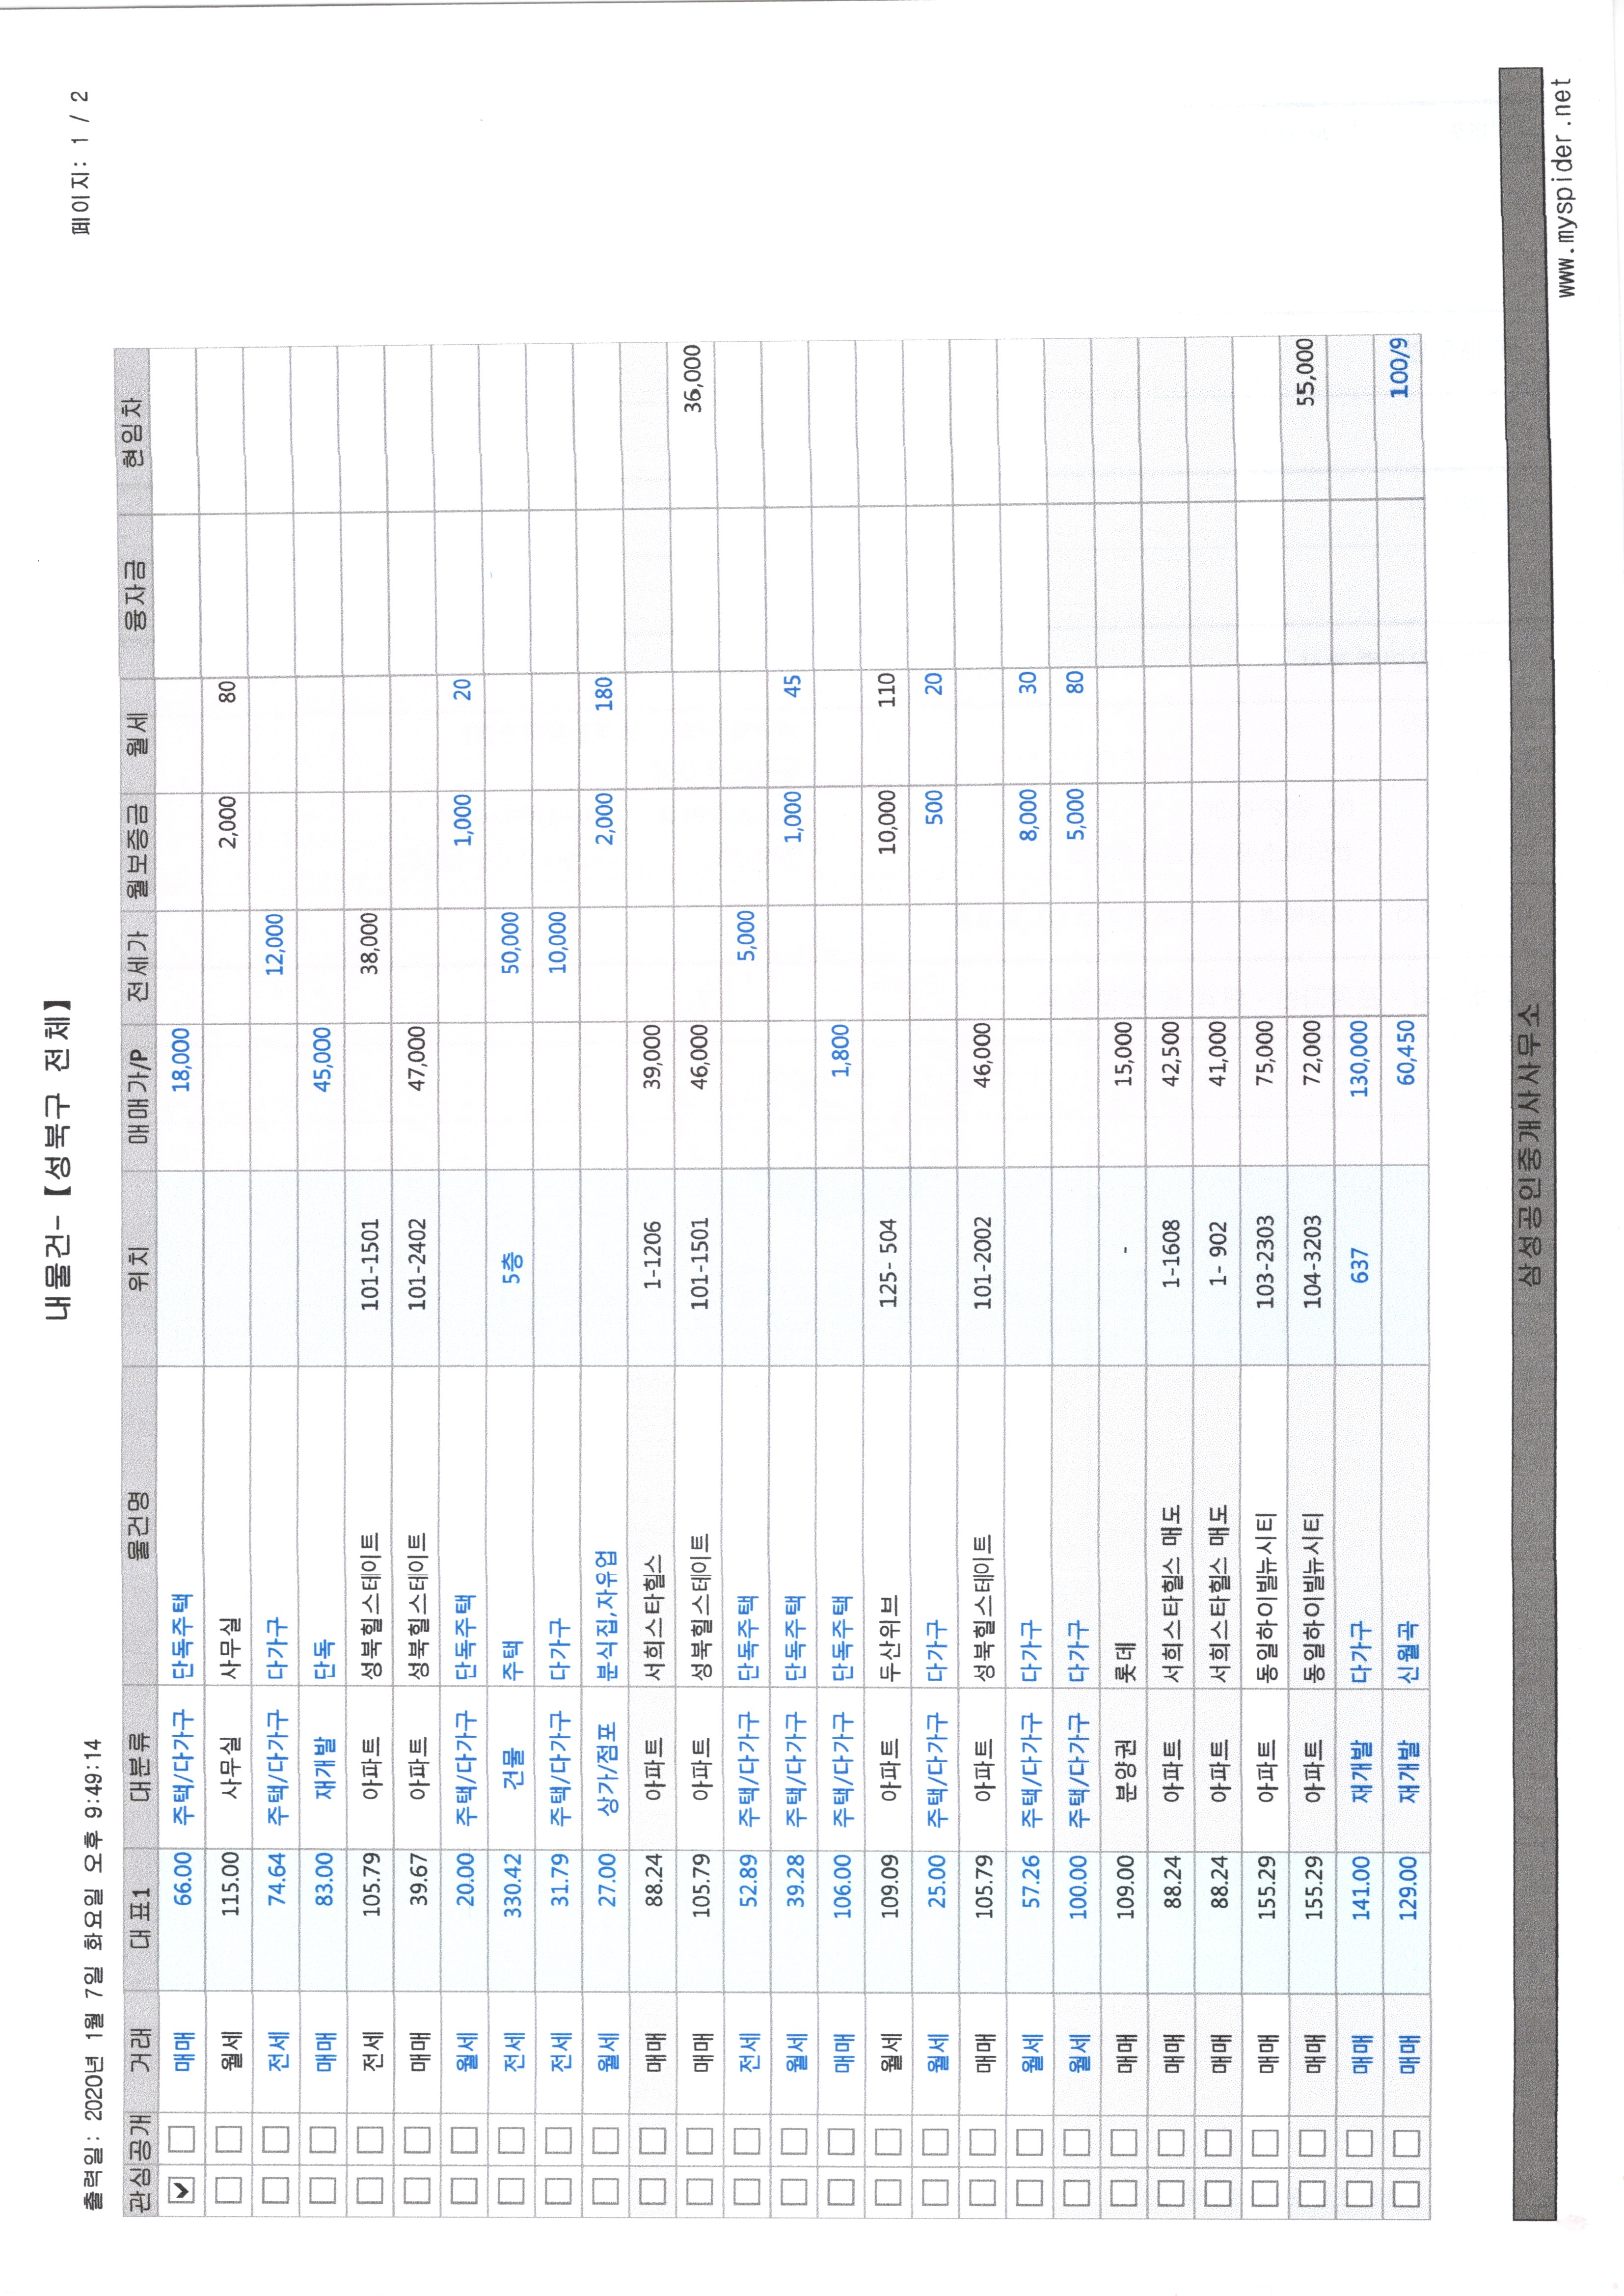 내물건-【성북구 전체】
출력일: 2020년 1월 7일 화요일 오후 9:49:14
페이지: 1 / 2
관심 공개 거래 대표1 대분류 물건명 위치 매매가/P 전세가 월보증금 월세 융자금 현임차
매매 66.00 주택/다가구 단독주택 18,000
월세 115.00 사무실 사무실 2,000 80
전세 74.64 주택/다가구 다가구 12,000
매매 83.00 재개발 단독 45,000
전세 105.79 아파트 성북힐스테이트 101-1501 38,000
매매 39.67 아파트 성북힐스테이트 101-2402 47,000
월세 20.00 주택/다가구 단독주택 1,000 20
전세 330.42 건물 주택 5층 50,000
전세 31.79 주택/다가구 다가구 10,000
월세 27.00 상가/점포 분식집,자유업 2,000 180
매매 88.24 아파트 서희스타힐스 1-1206 39,000
매매 105.79 아파트 성북힐스테이트 101-1501 46,000 36,000
전세 52.89 주택/다가구 단독주택 5,000
월세 39.28 주택/다가구 단독주택 1,000 45
매매 106.00 주택/다가구 단독주택 1,800
월세 109.09 아파트 두산위브 125- 504 10,000 110
월세 25.00 주택/다가구 다가구 500 20
매매 105.79 아파트 성북힐스테이트 101-2002 46,000
월세 57.26 주택/다가구 다가구 8,000 30
월세 100.00 주택/다가구 다가구 5,000 80
매매 109.00 분양권 롯데 - 15,000
매매 88.24 아파트 서희스타힐스 매도 1-1608 42,500
매매 88.24 아파트 서희스타힐스 매도 1- 902 41,000
매매 155.29 아파트 동일하이빌뉴시티 103-2303 75,000
매매 155.29 아파트 동일하이빌뉴시티 104-3203 72,000 55,000
매매 141.00 재개발 다가구 637 130,000
매매 129.00 재개발 신월곡 60,450 100/9
삼성공인중개사사무소
www.myspider.net